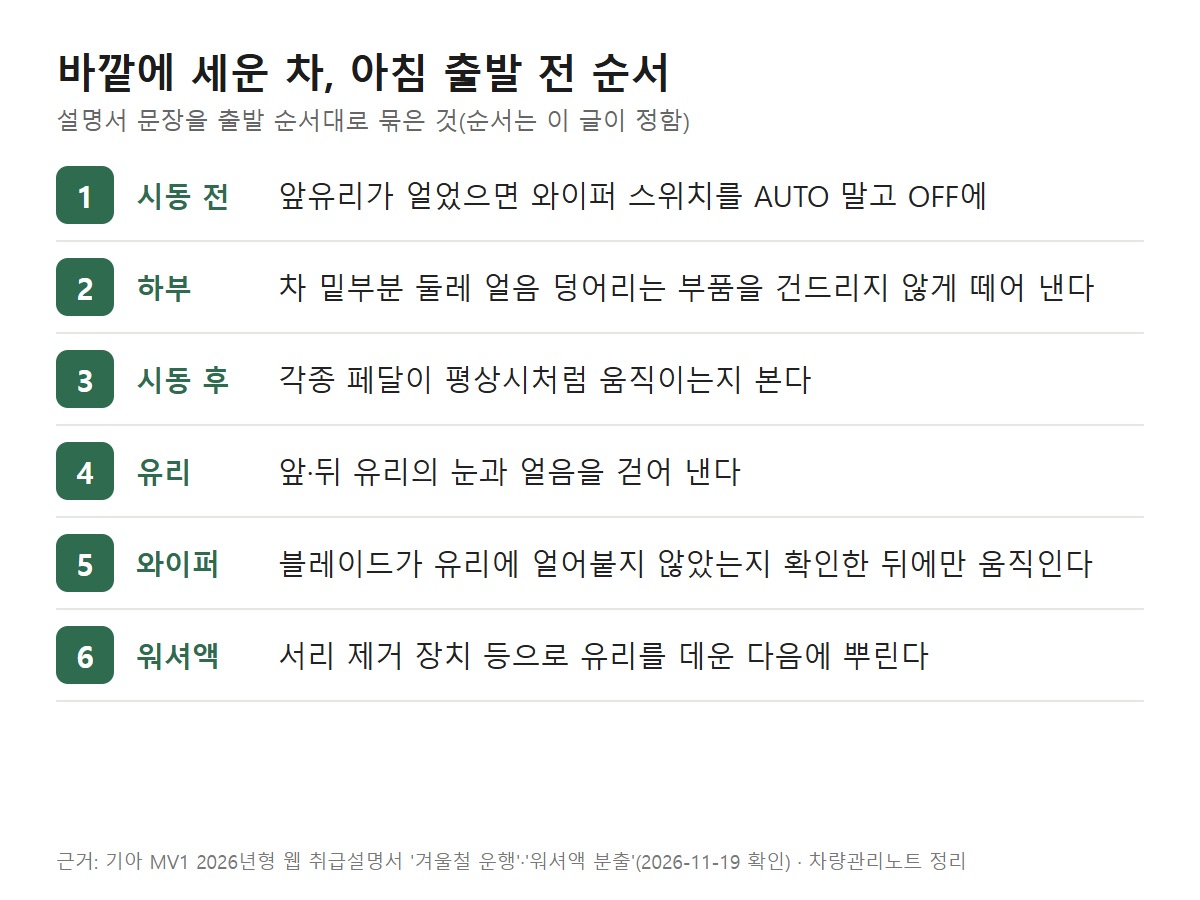 바깥에 세운 차, 아침 출발 전 순서
설명서 문장을 출발 순서대로 묶은 것(순서는 이 글이 정함)
1 시동 전 앞유리가 얼었으면 와이퍼 스위치를 AUTO 말고 OFF에
2 하부 차 밑부분 둘레 얼음 덩어리는 부품을 건드리지 않게 떼어 낸다
3 시동 후 각종 페달이 평상시처럼 움직이는지 본다
4 유리 앞·뒤 유리의 눈과 얼음을 걷어 낸다
5 와이퍼 블레이드가 유리에 얼어붙지 않았는지 확인한 뒤에만 움직인다
6 워셔액 서리 제거 장치 등으로 유리를 데운 다음에 뿌린다
근거: 기아 MV1 2026년형 웹 취급설명서 '겨울철 운행'·'워셔액 분출'(2026-11-19 확인) · 차량관리노트 정리